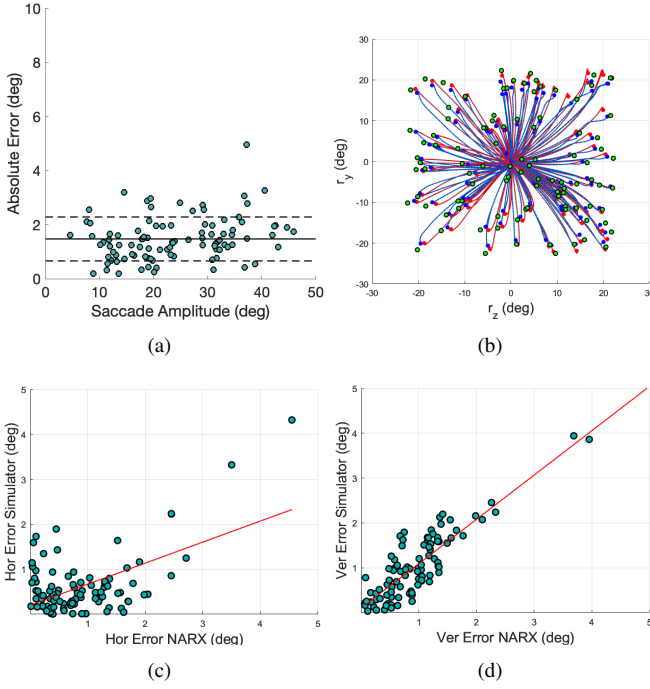 10
8
6
4
2
0
0 10 20 30 40 50
Absolute Error (deg)
Saccade Amplitude (deg)
(a)
30
20
10
0
-10
-20
-30
-30 -20 -10 0 10 20 30
r_y (deg)
r_z (deg)
(b)
5
4
3
2
1
1 2 3 4 5
Hor Error Simulator (deg)
Hor Error NARX (deg)
(c)
5
4
3
2
1
1 2 3 4 5
Ver Error Simulator (deg)
Ver Error NARX (deg)
(d)